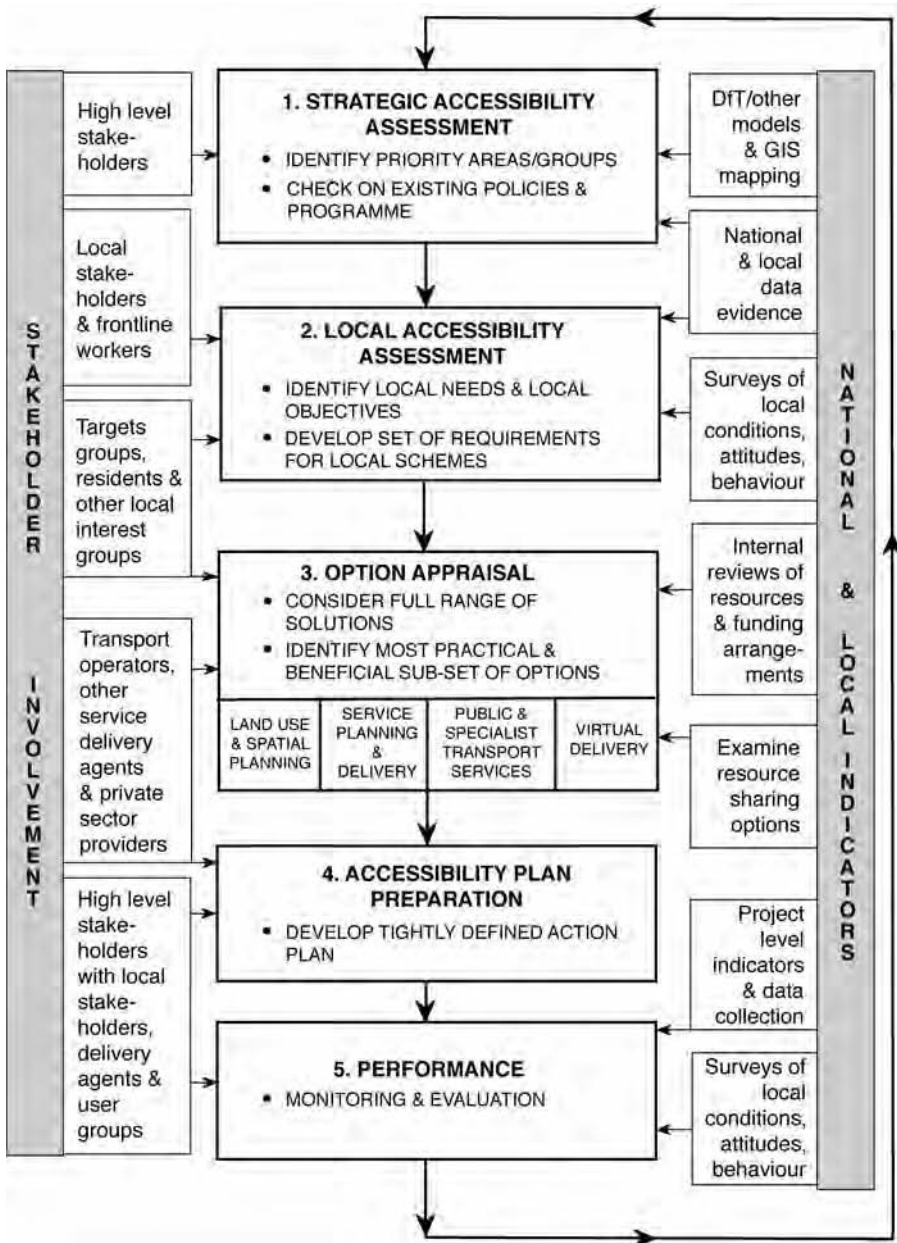 STAKEHOLDER INVOLVEMENT
High level
stake-
holders
Local
stake-
holders
& frontline
workers
Targets
groups,
residents &
other local
interest
groups
Transport
operators,
other
service
delivery
agents
& private
sector
providers
High level
stake-
holders
with local
stake-
holders,
delivery
agents &
user
groups
1. STRATEGIC ACCESSIBILITY
ASSESSMENT
• IDENTIFY PRIORITY AREAS/GROUPS
• CHECK ON EXISTING POLICIES &
PROGRAMME
2. LOCAL ACCESSIBILITY
ASSESSMENT
• IDENTIFY LOCAL NEEDS & LOCAL
OBJECTIVES
• DEVELOP SET OF REQUIREMENTS
FOR LOCAL SCHEMES
3. OPTION APPRAISAL
• CONSIDER FULL RANGE OF
SOLUTIONS
• IDENTIFY MOST PRACTICAL &
BENEFICIAL SUB-SET OF OPTIONS
LAND USE
& SPATIAL
PLANNING
SERVICE
PLANNING
&
DELIVERY
PUBLIC &
SPECIALIST
TRANSPORT
SERVICES
VIRTUAL
DELIVERY
4. ACCESSIBILITY PLAN
PREPARATION
• DEVELOP TIGHTLY DEFINED ACTION
PLAN
5. PERFORMANCE
• MONITORING & EVALUATION
DfT/other
models
& GIS
mapping
National
& local
data
evidence
Surveys of
local
conditions,
attitudes,
behaviour
Internal
reviews of
resources
& funding
arrange-
ments
Examine
resource
sharing
options
Project
level
indicators
& data
collection
Surveys of
local
conditions,
attitudes,
behaviour
NATIONAL & LOCAL INDICATORS